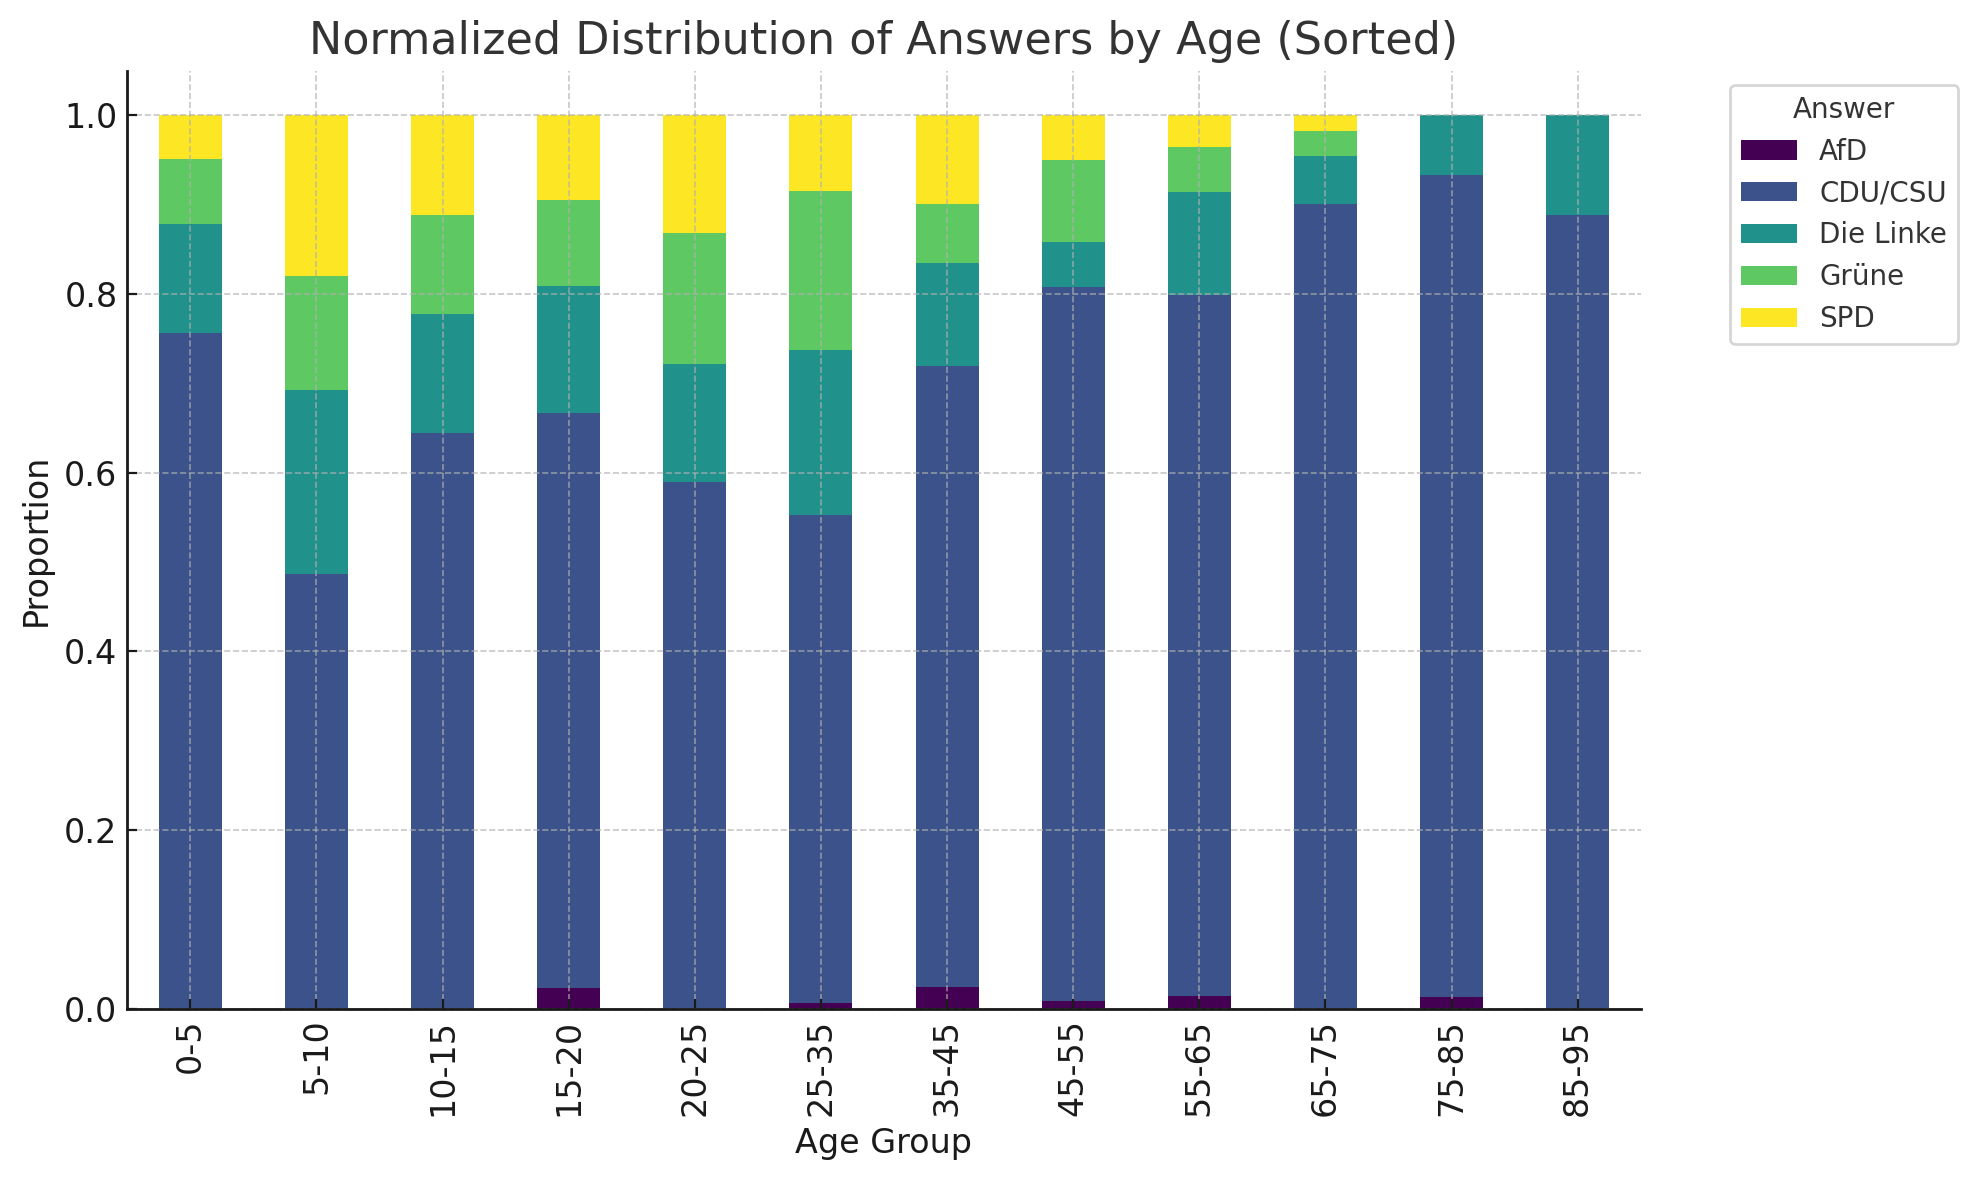 Normalized Distribution of Answers by Age (Sorted)
Answer
AfD
CDU/CSU
Die Linke
Grüne
SPD
Proportion
1.0
0.8
0.6
0.4
0.2
0.0
0-5
5-10
10-15
15-20
20-25
25-35
35-45
45-55
55-65
65-75
75-85
85-95
Age Group